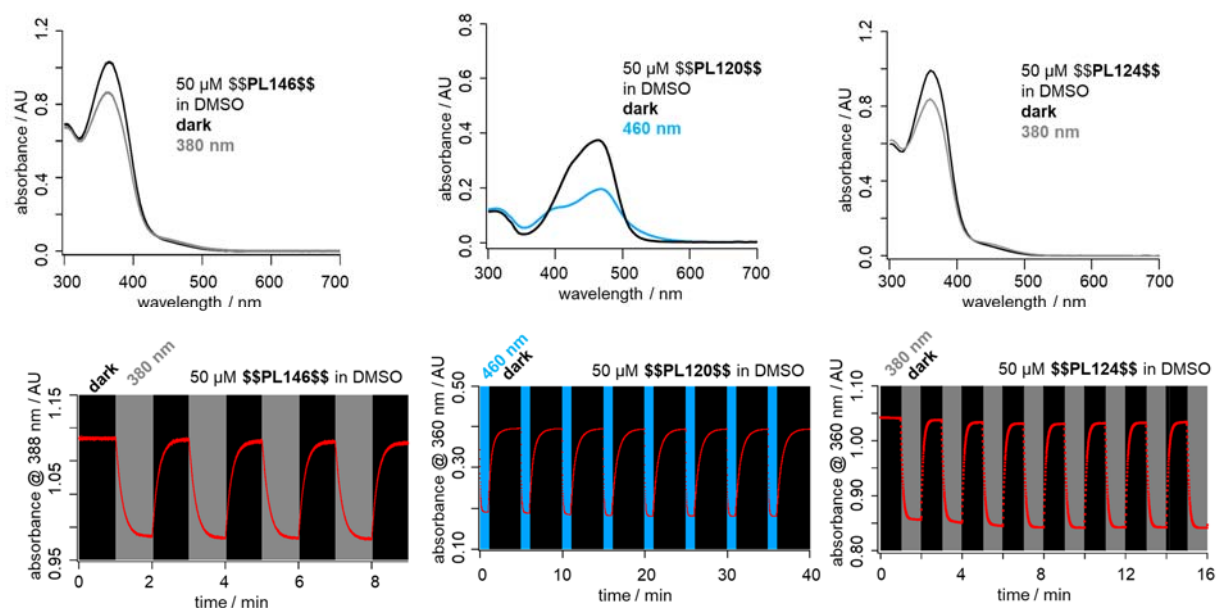 absorbance / AU
1.2
0.8
0.4
0.0
50 µM $$PL146$$
in DMSO
dark
380 nm
300 400 500 600 700
wavelength / nm
absorbance / AU
0.8
0.6
0.4
0.2
0.0
50 µM $$PL120$$
in DMSO
dark
460 nm
300 400 500 600 700
wavelength / nm
absorbance / AU
1.2
0.8
0.4
0.0
50 µM $$PL124$$
in DMSO
dark
380 nm
300 400 500 600 700
wavelength / nm
dark
380 nm
50 µM $$PL146$$ in DMSO
absorbance @ 388 nm / AU
1.15
1.05
0.95
0 2 4 6 8
time / min
460 nm
dark
50 µM $$PL120$$ in DMSO
absorbance @ 360 nm / AU
0.50
0.30
0.10
0 10 20 30 40
time / min
380 nm
dark
50 µM $$PL124$$ in DMSO
absorbance @ 360 nm / AU
1.10
1.00
0.90
0.80
0 4 8 12 16
time / min